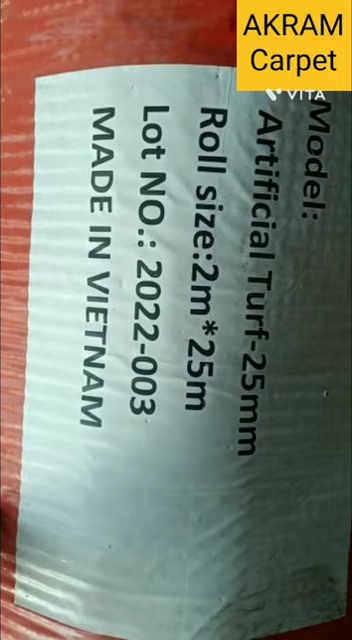 AKRAM
Carpet
VITA
Model:
Artificial Turf-25mm
Roll size:2m*25m
Lot NO.: 2022-003
MADE IN VIETNAM